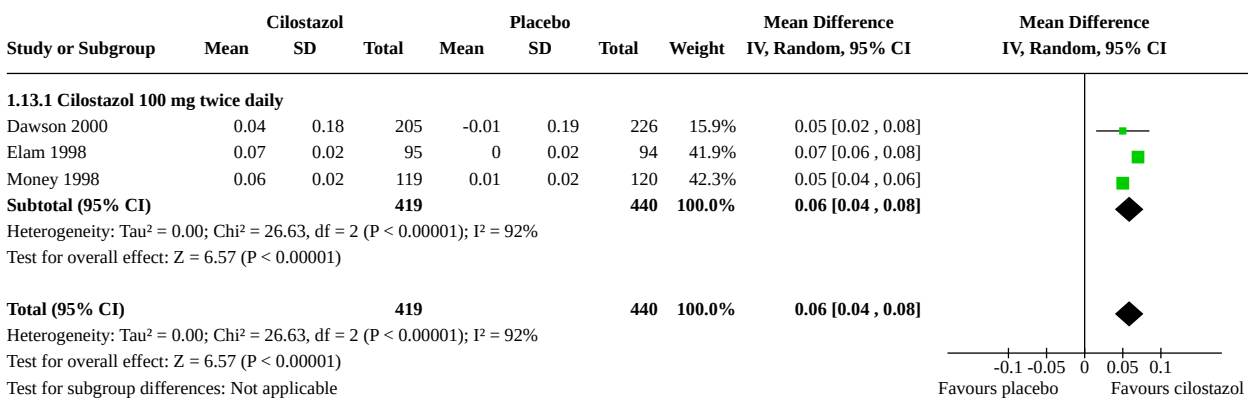 Cilostazol Placebo Mean Difference Mean Difference
Study or Subgroup Mean SD Total Mean SD Total Weight IV, Random, 95% CI IV, Random, 95% CI
1.13.1 Cilostazol 100 mg twice daily
Dawson 2000 0.04 0.18 205 -0.01 0.19 226 15.9% 0.05 [0.02 , 0.08]
Elam 1998 0.07 0.02 95 0 0.02 94 41.9% 0.07 [0.06 , 0.08]
Money 1998 0.06 0.02 119 0.01 0.02 120 42.3% 0.05 [0.04 , 0.06]
Subtotal (95% CI) 419 440 100.0% 0.06 [0.04 , 0.08]
Heterogeneity: Tau² = 0.00; Chi² = 26.63, df = 2 (P < 0.00001); I² = 92%
Test for overall effect: Z = 6.57 (P < 0.00001)
Total (95% CI) 419 440 100.0% 0.06 [0.04 , 0.08]
Heterogeneity: Tau² = 0.00; Chi² = 26.63, df = 2 (P < 0.00001); I² = 92%
Test for overall effect: Z = 6.57 (P < 0.00001)
-0.1 -0.05 0 0.05 0.1
Test for subgroup differences: Not applicable Favours placebo Favours cilostazol